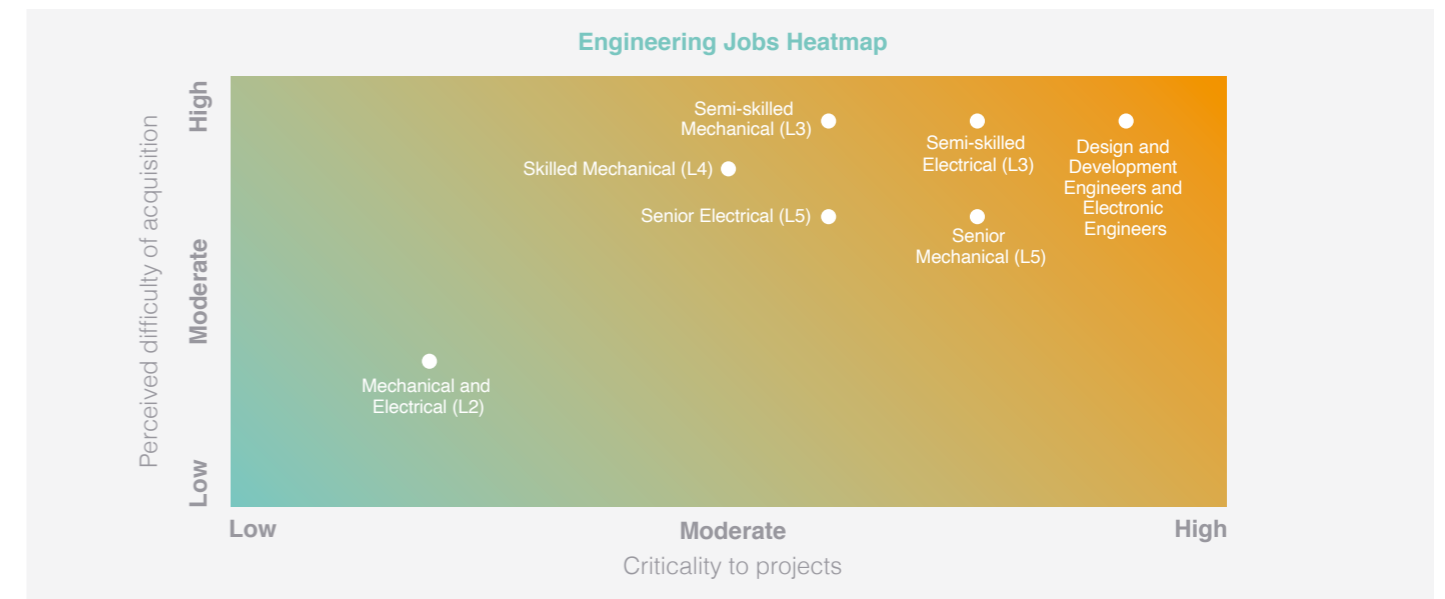 Engineering Jobs Heatmap
Perceived difficulty of acquisition
High
Moderate
Low
Semi-skilled
Mechanical (L3)
Semi-skilled
Electrical (L3)
Design and
Development
Engineers and
Electronic
Engineers
Skilled Mechanical (L4)
Senior Electrical (L5)
Senior
Mechanical (L5)
Mechanical and
Electrical (L2)
Low
Moderate
High
Criticality to projects